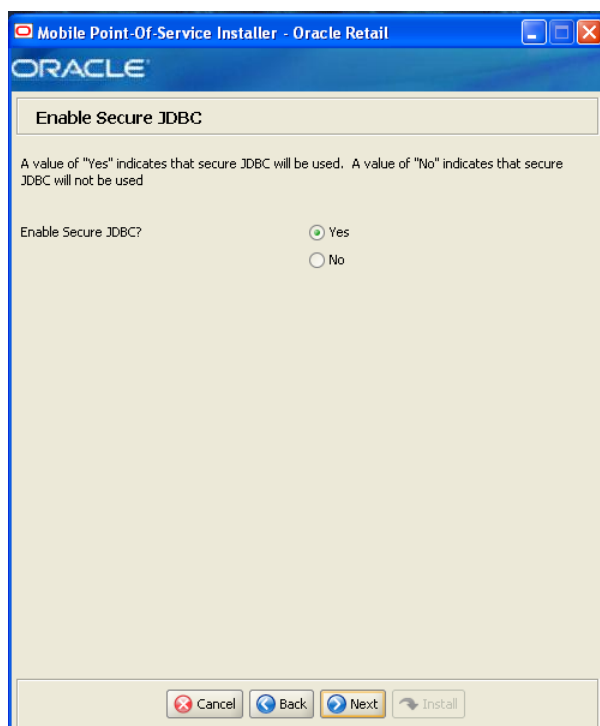 Mobile Point-Of-Service Installer - Oracle Retail
ORACLE
Enable Secure JDBC
A value of "Yes" indicates that secure JDBC will be used. A value of "No" indicates that secure
JDBC will not be used
Enable Secure JDBC?
Yes
No
Cancel
Back
Next
Install